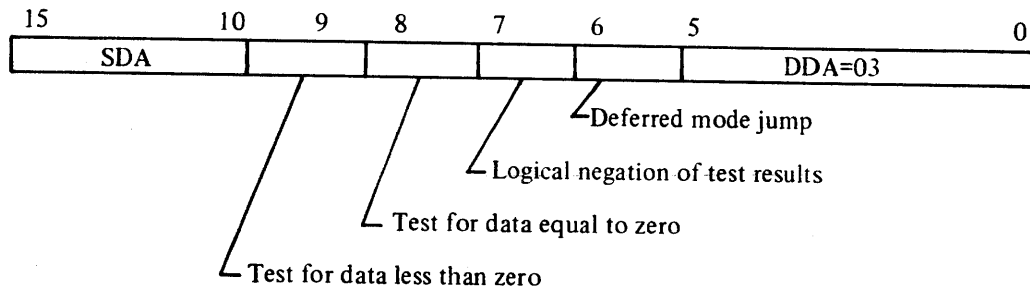 15 10 9 8 7 6 5 0
SDA DDA=03
Deferred mode jump
Logical negation of test results
Test for data equal to zero
Test for data less than zero